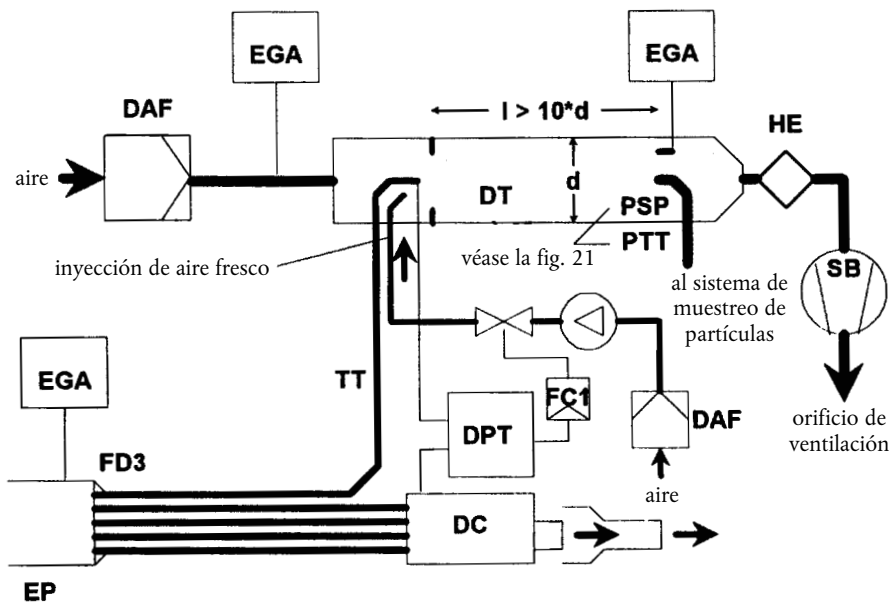 EGA
EGA
DAF
l > 10*d
HE
aire
d
DT
PSP
PTT
SB
inyección de aire fresco
véase la fig. 21
al sistema de
muestreo de
partículas
EGA
TT
FC1
DAF
DPT
orificio de
ventilación
FD3
aire
DC
EP